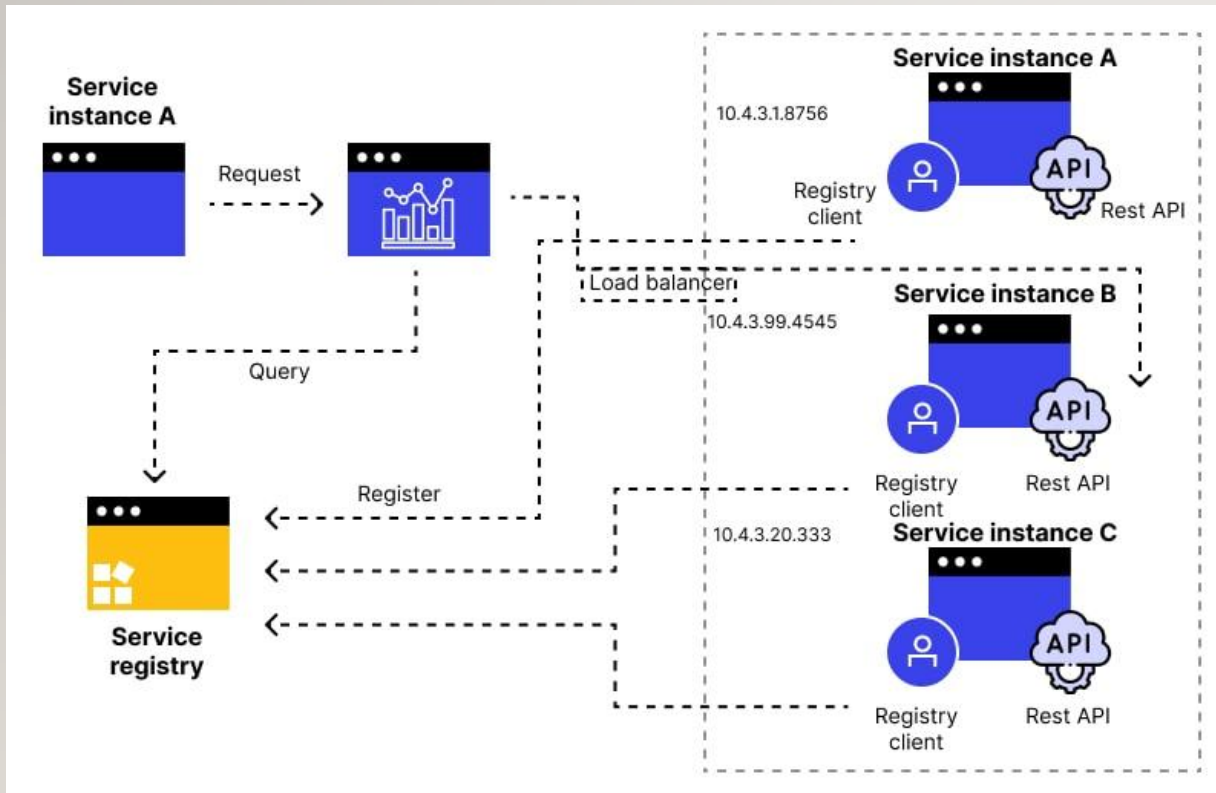 Service
instance A
Request
Query
Register
Service
registry
Load balancer
10.4.3.1.8756
Service instance A
API
Registry
client
Rest API
10.4.3.99.4545
Service instance B
API
Registry
client
Rest API
10.4.3.20.333
Service instance C
API
Registry
client
Rest API